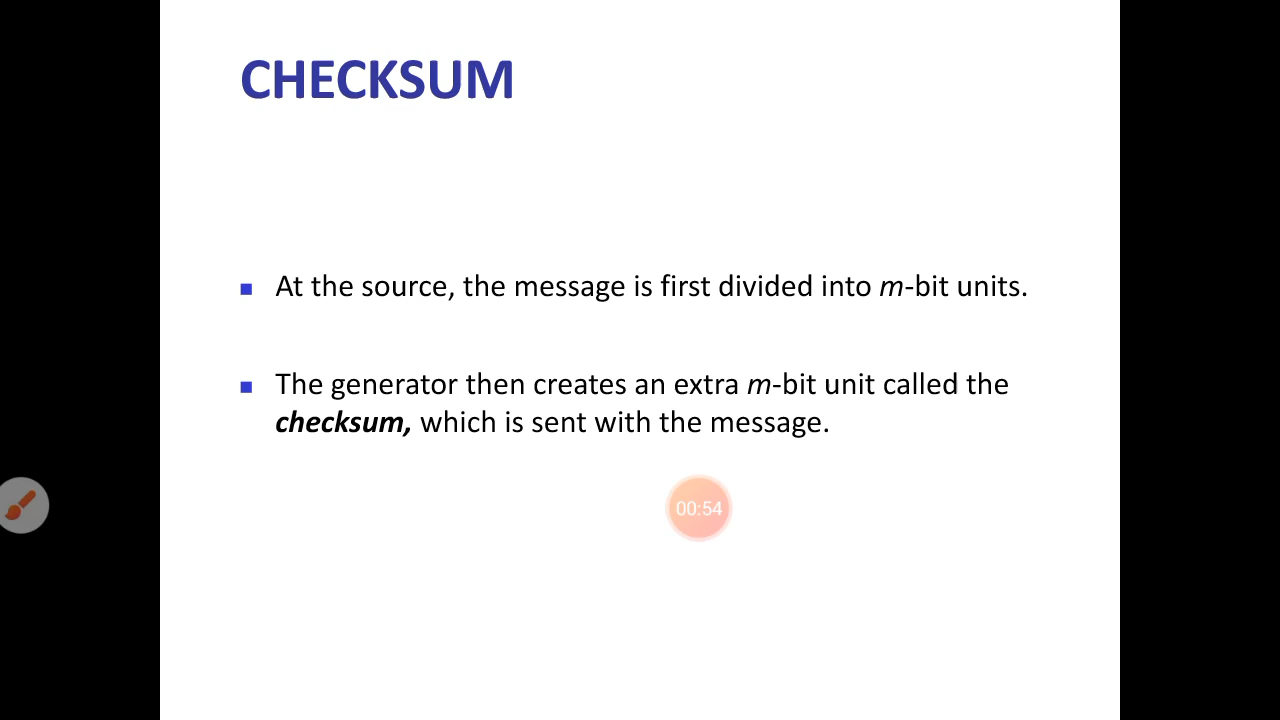 CHECKSUM
At the source, the message is first divided into m-bit units.
The generator then creates an extra m-bit unit called the
checksum, which is sent with the message.
00:54